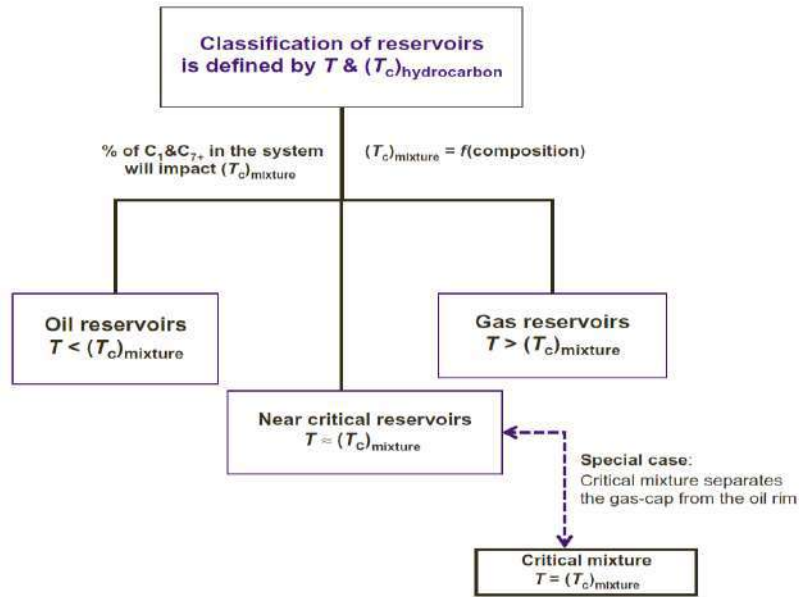 Classification of reservoirs
is defined by T & (Tc)hydrocarbon
% of C1&C7+ in the system
will impact (Tc)mixture
(Tc)mixture = f(composition)
Oil reservoirs
T < (Tc)mixture
Gas reservoirs
T > (Tc)mixture
Near critical reservoirs
T ≈ (Tc)mixture
Special case:
Critical mixture separates
the gas-cap from the oil rim
Critical mixture
T = (Tc)mixture